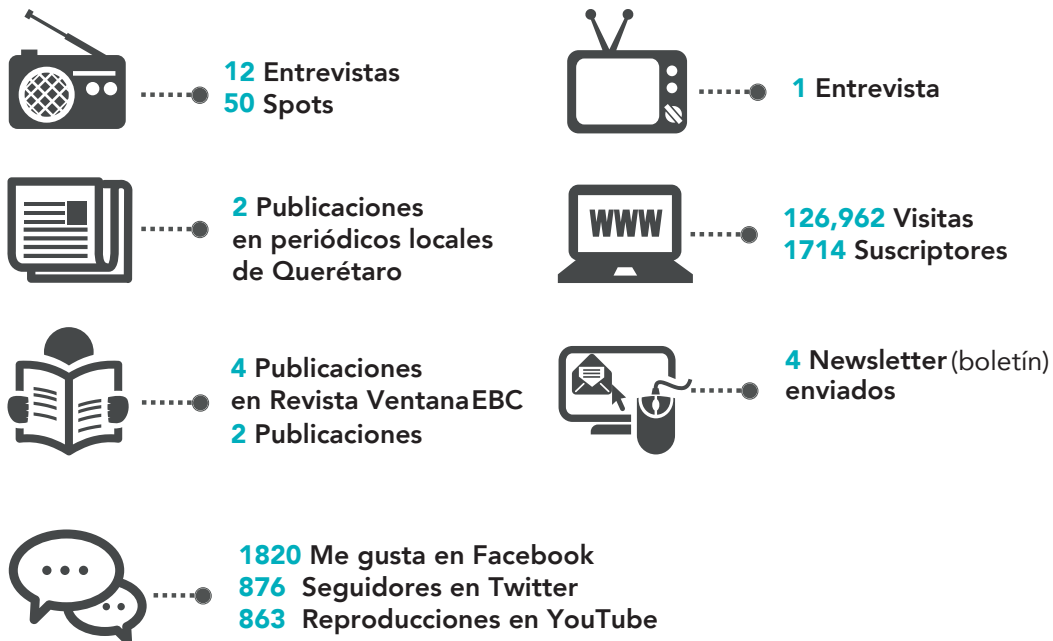 12 Entrevistas
50 Spots
1 Entrevista
2 Publicaciones
en periódicos locales
de Querétaro
WWW
126,962 Visitas
1714 Suscriptores
4 Publicaciones
en Revista VentanaEBC
2 Publicaciones
4 Newsletter (boletín)
enviados
1820 Me gusta en Facebook
876 Seguidores en Twitter
863 Reproducciones en YouTube